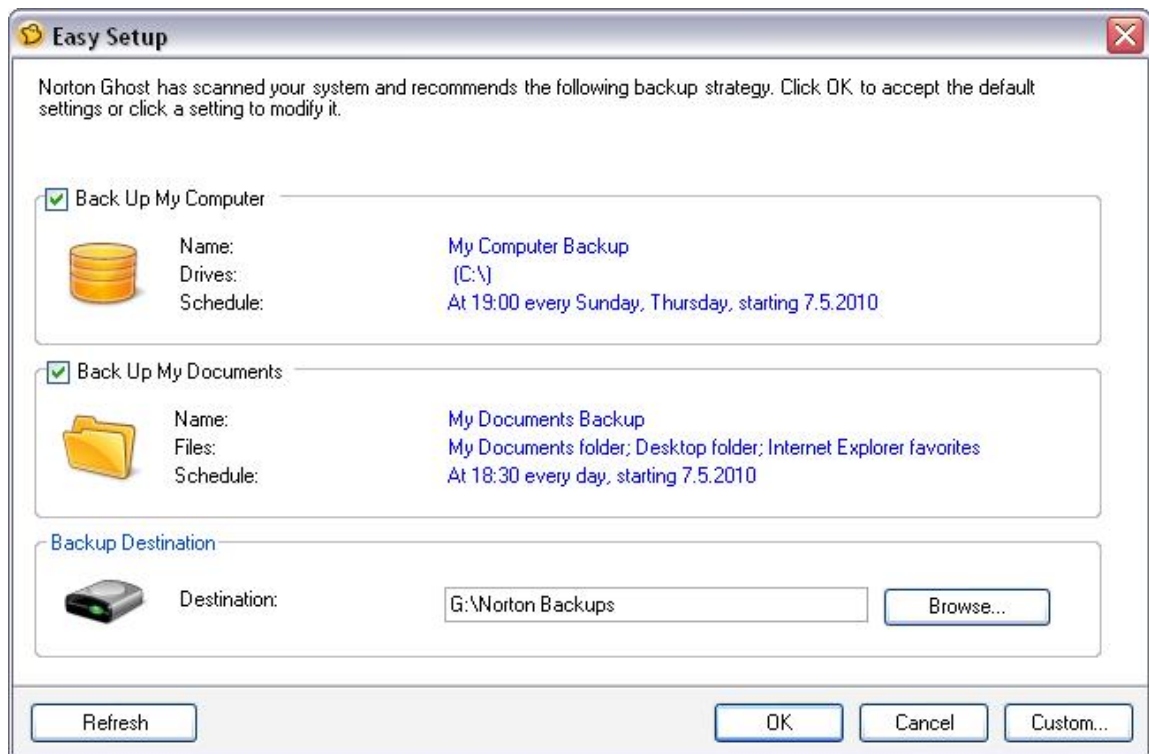 Easy Setup
Norton Ghost has scanned your system and recommends the following backup strategy. Click OK to accept the default
settings or click a setting to modify it.
Back Up My Computer
Name: My Computer Backup
Drives: (C:\)
Schedule: At 19:00 every Sunday, Thursday, starting 7.5.2010
Back Up My Documents
Name: My Documents Backup
Files: My Documents folder; Desktop folder; Internet Explorer favorites
Schedule: At 18:30 every day, starting 7.5.2010
Backup Destination
Destination: G:\Norton Backups Browse...
Refresh OK Cancel Custom...